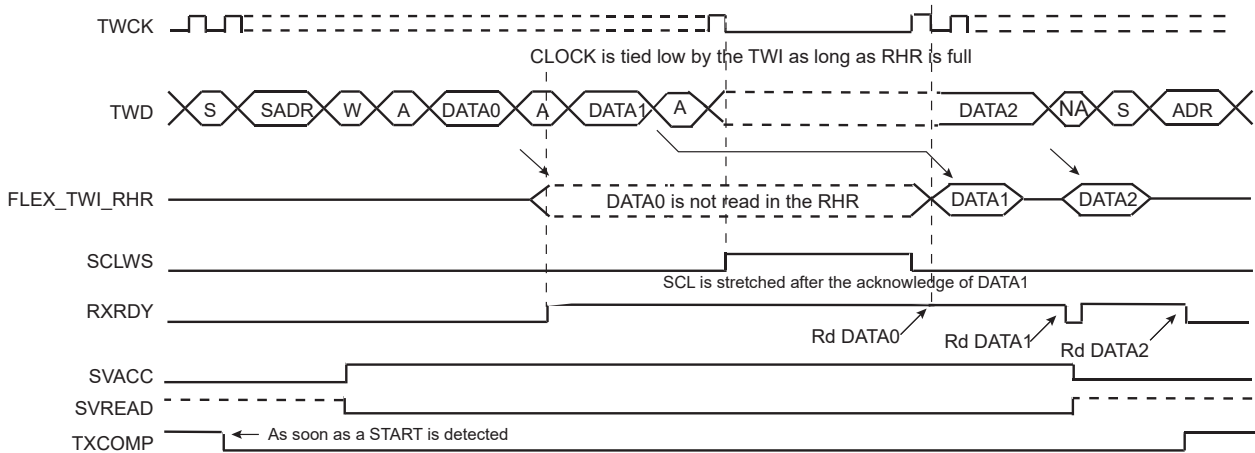 TWCK
CLOCK is tied low by the TWI as long as RHR is full
TWD
S SADR W A DATA0 A DATA1 A DATA2 NA S ADR
FLEX_TWI_RHR
DATA0 is not read in the RHR DATA1 DATA2
SCLWS
SCL is stretched after the acknowledge of DATA1
RXRDY
Rd DATA0 Rd DATA1 Rd DATA2
SVACC
SVREAD
As soon as a START is detected
TXCOMP